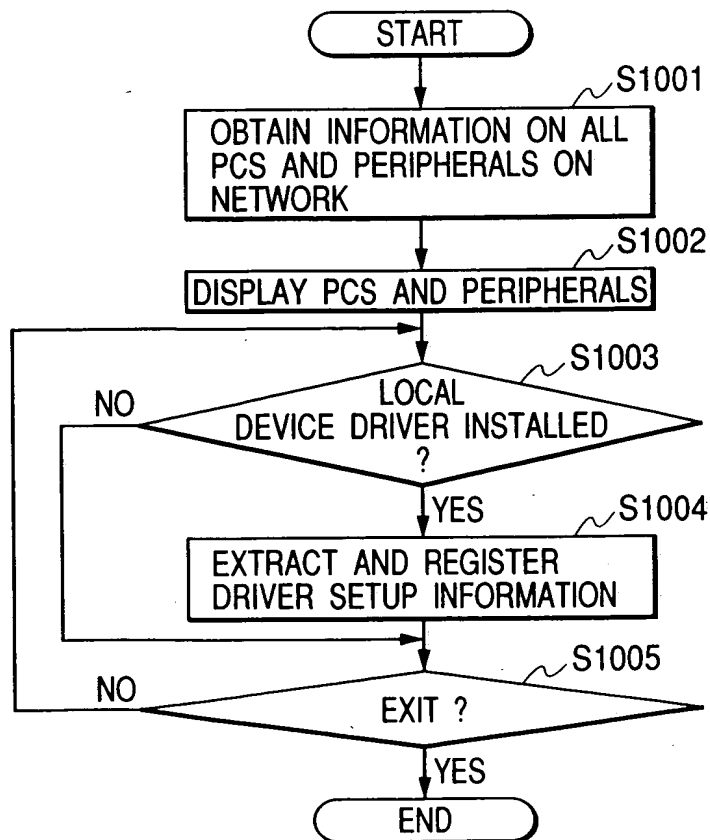 START
S1001
OBTAIN INFORMATION ON ALL
PCS AND PERIPHERALS ON
NETWORK
S1002
DISPLAY PCS AND PERIPHERALS
S1003
NO
LOCAL
DEVICE DRIVER INSTALLED
?
YES
S1004
EXTRACT AND REGISTER
DRIVER SETUP INFORMATION
S1005
NO
EXIT ?
YES
END